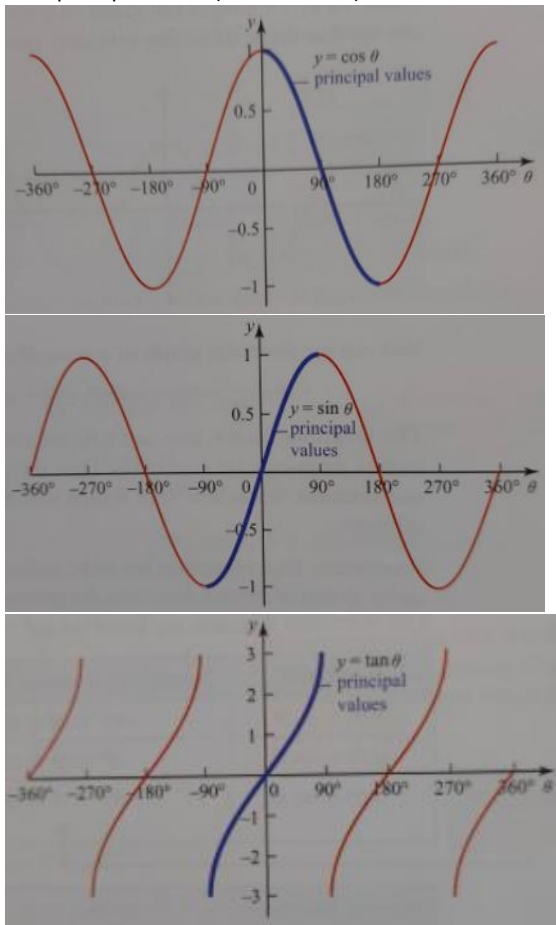 y
1
y = cos θ
principal values
0.5
–360° –270° –180° –90° 0 90° 180° 270° 360° θ
–0.5
–1
y
1
0.5
y = sin θ
principal
values
–360° –270° –180° –90° 0 90° 180° 270° 360° θ
–0.5
–1
y
3
y = tan θ
2
principal
values
1
–360° –270° –180° –90° 0 90° 180° 270° 360° θ
–1
–2
–3